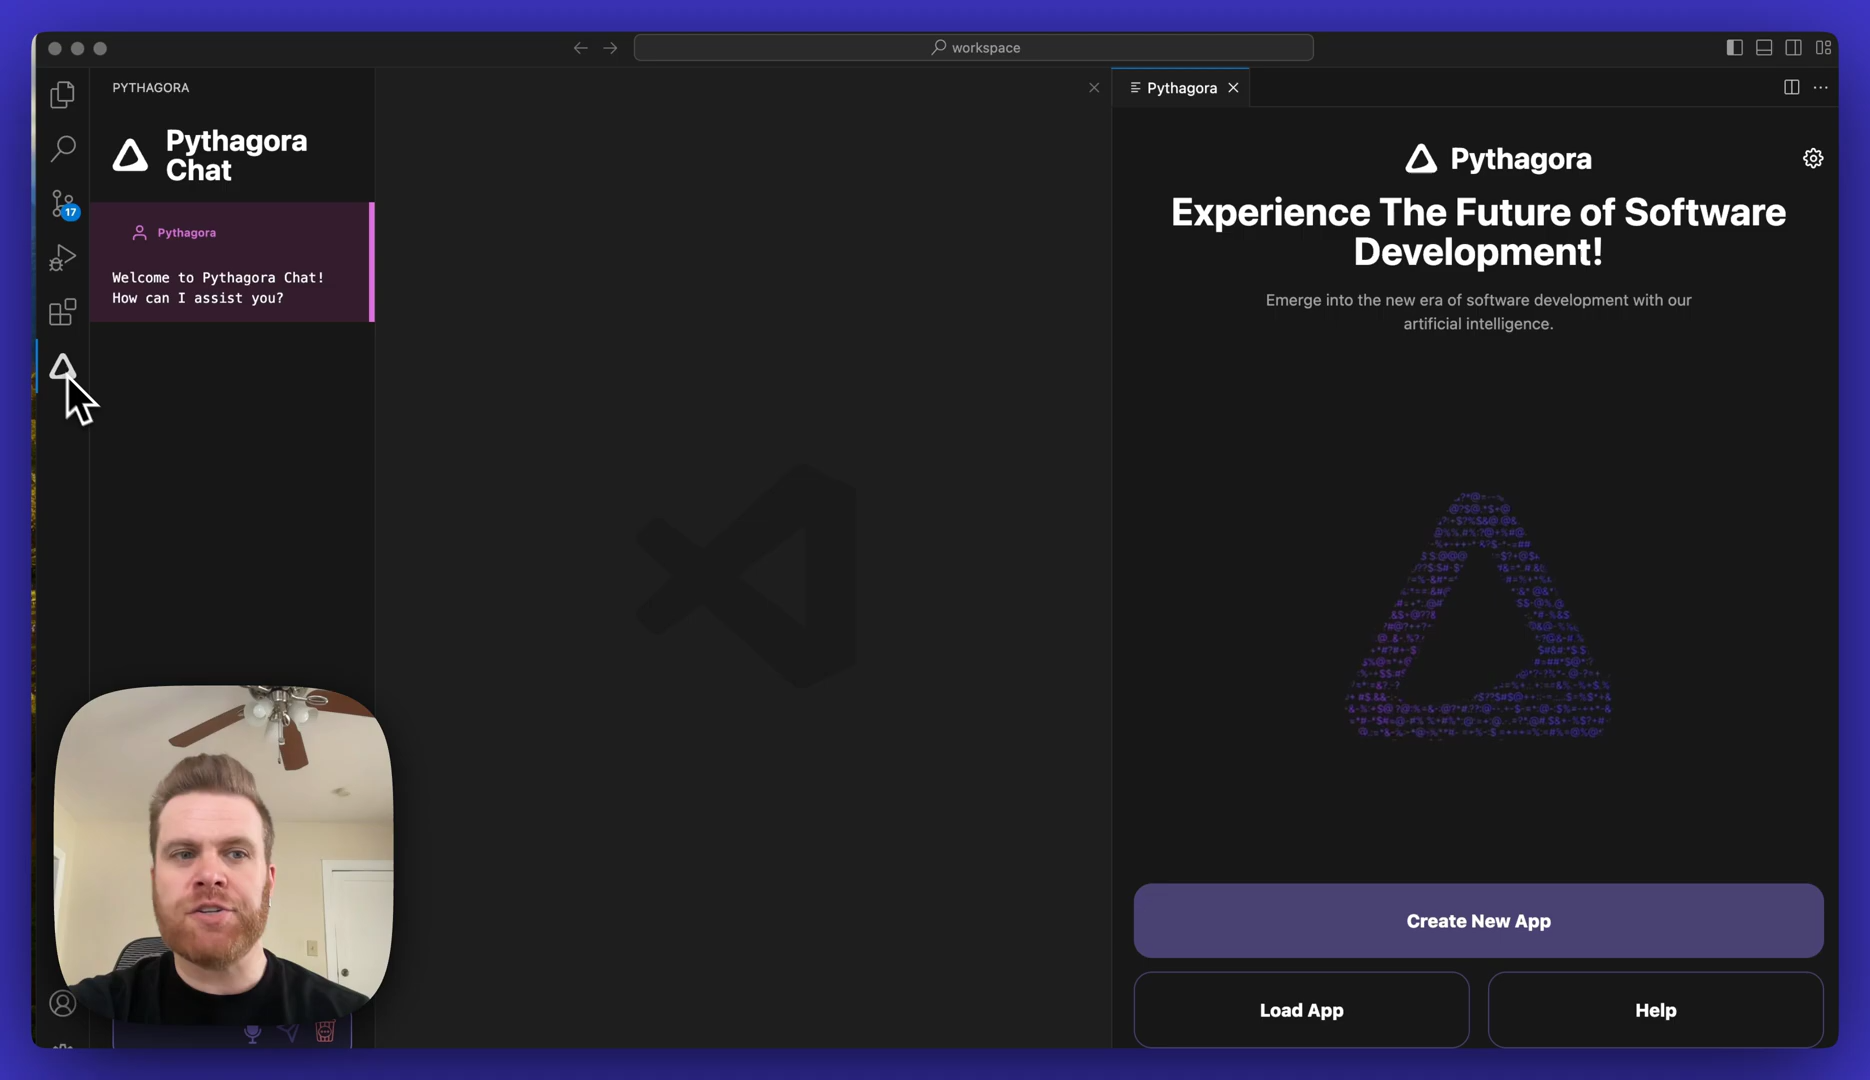 workspace
PYTHAGORA
Pythagora
Chat
17
Pythagora
Welcome to Pythagora Chat!
How can I assist you?
Pythagora
Pythagora
Experience The Future of Software
Development!
Emerge into the new era of software development with our
artificial intelligence.
Create New App
Load App
Help